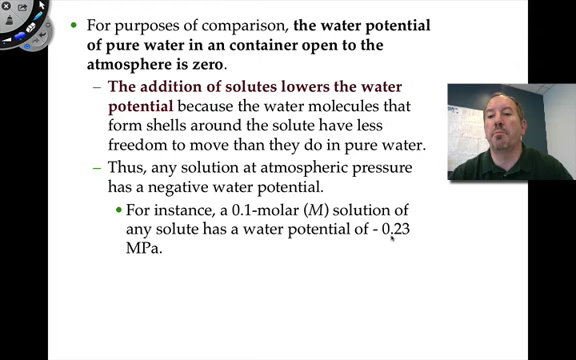 • For purposes of comparison, the water potential
of pure water in an container open to the
atmosphere is zero.
– The addition of solutes lowers the water
potential because the water molecules that
form shells around the solute have less
freedom to move than they do in pure water.
– Thus, any solution at atmospheric pressure
has a negative water potential.
• For instance, a 0.1-molar (M) solution of
any solute has a water potential of - 0.23
MPa.